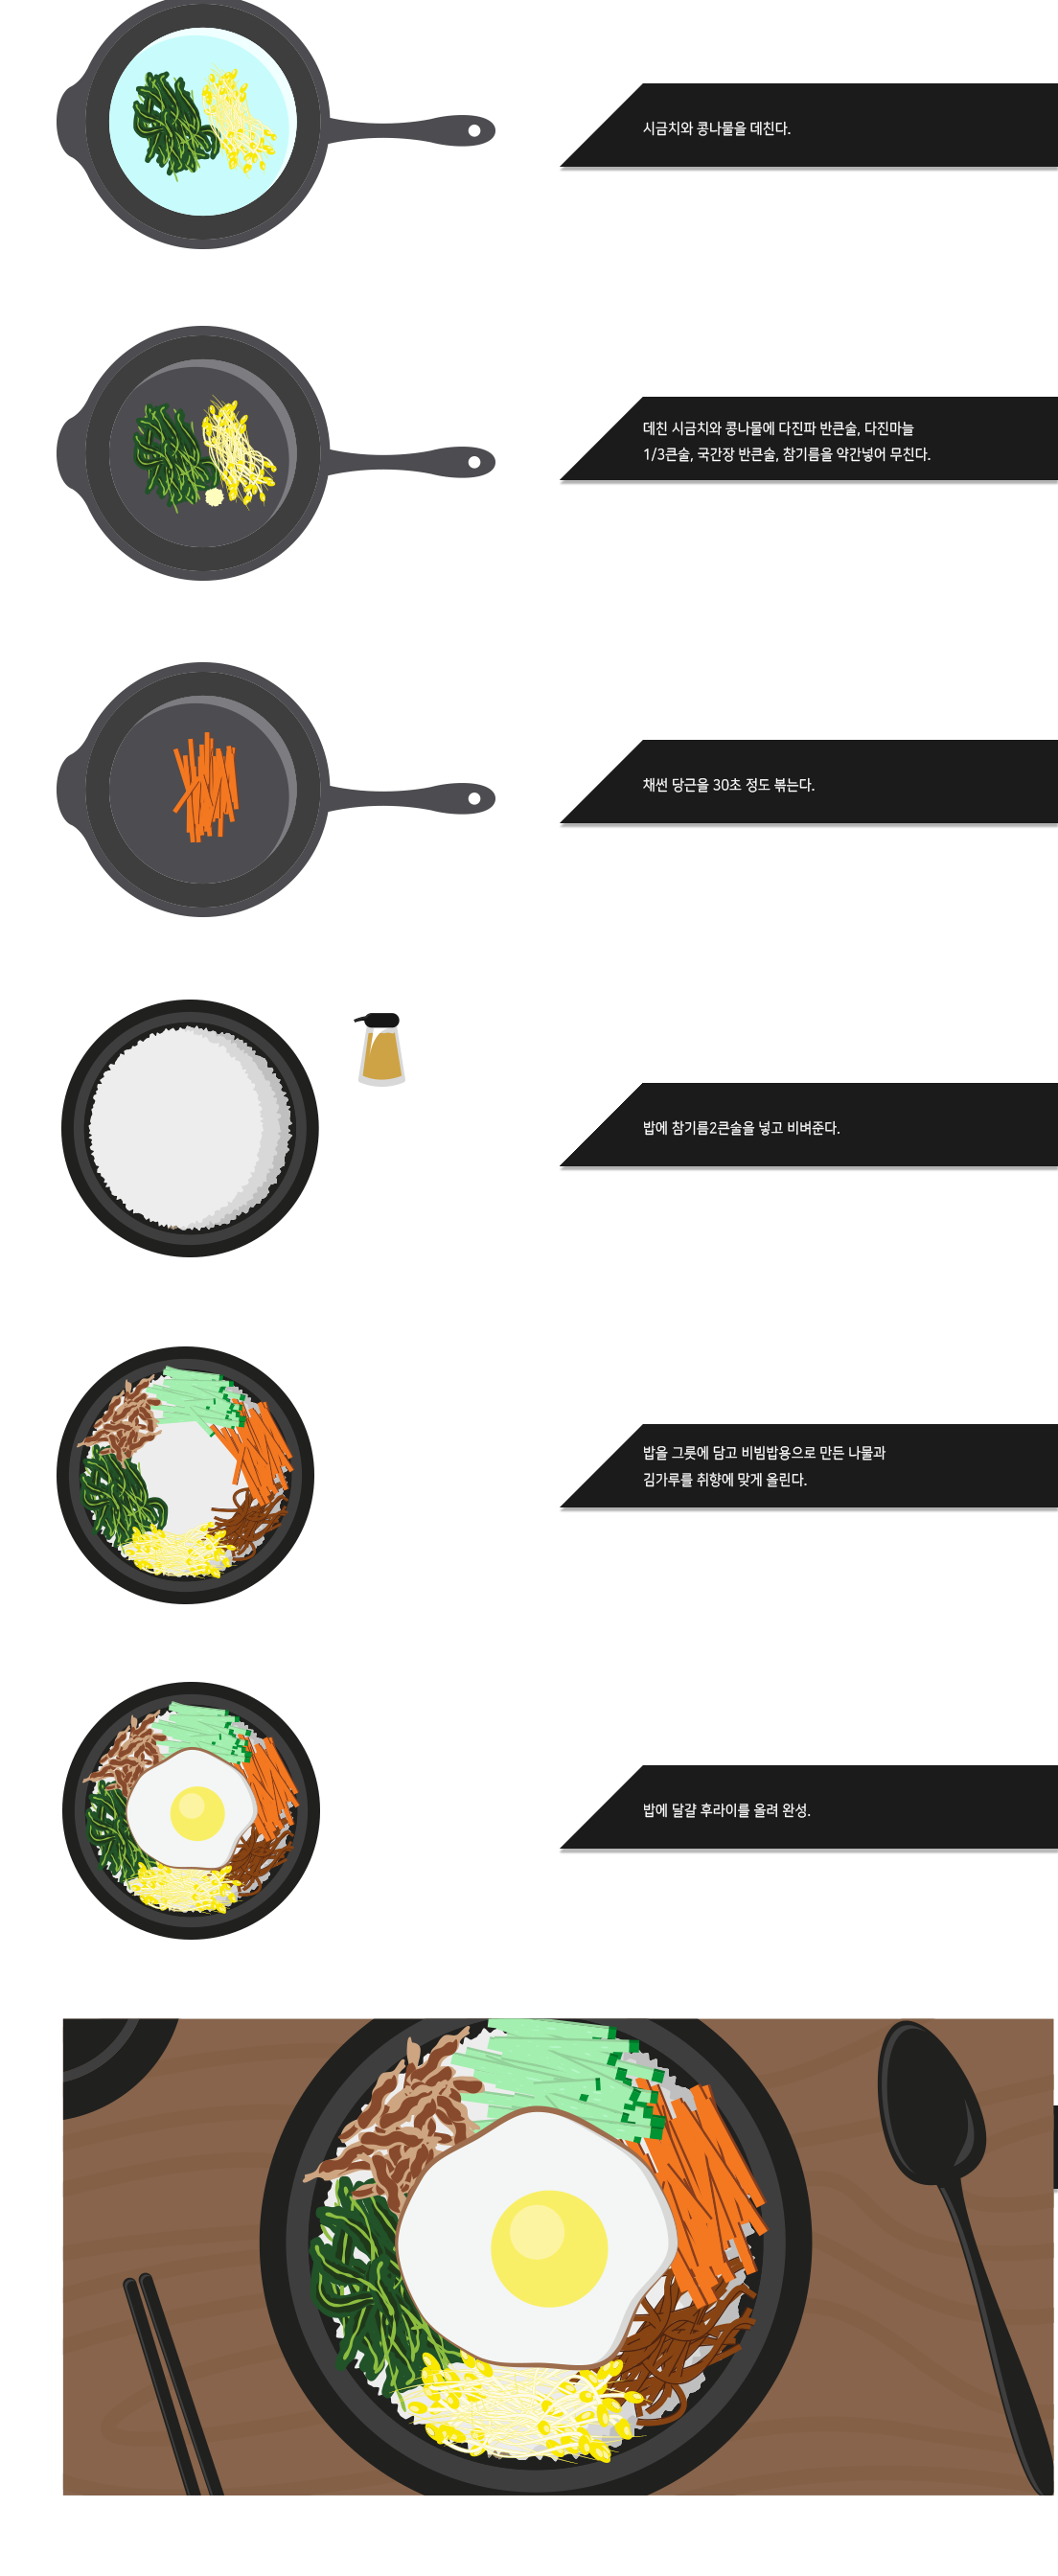 시금치와 콩나물을 데친다.
데친 시금치와 콩나물에 다진파 반큰술, 다진마늘
1/3큰술, 국간장 반큰술, 참기름을 약간넣어 무친다.
채썬 당근을 30초 정도 볶는다.
밥에 참기름2큰술을 넣고 비벼준다.
밥을 그릇에 담고 비빔밥용으로 만든 나물과
김가루를 취향에 맞게 올린다.
밥에 달걀 후라이를 올려 완성.